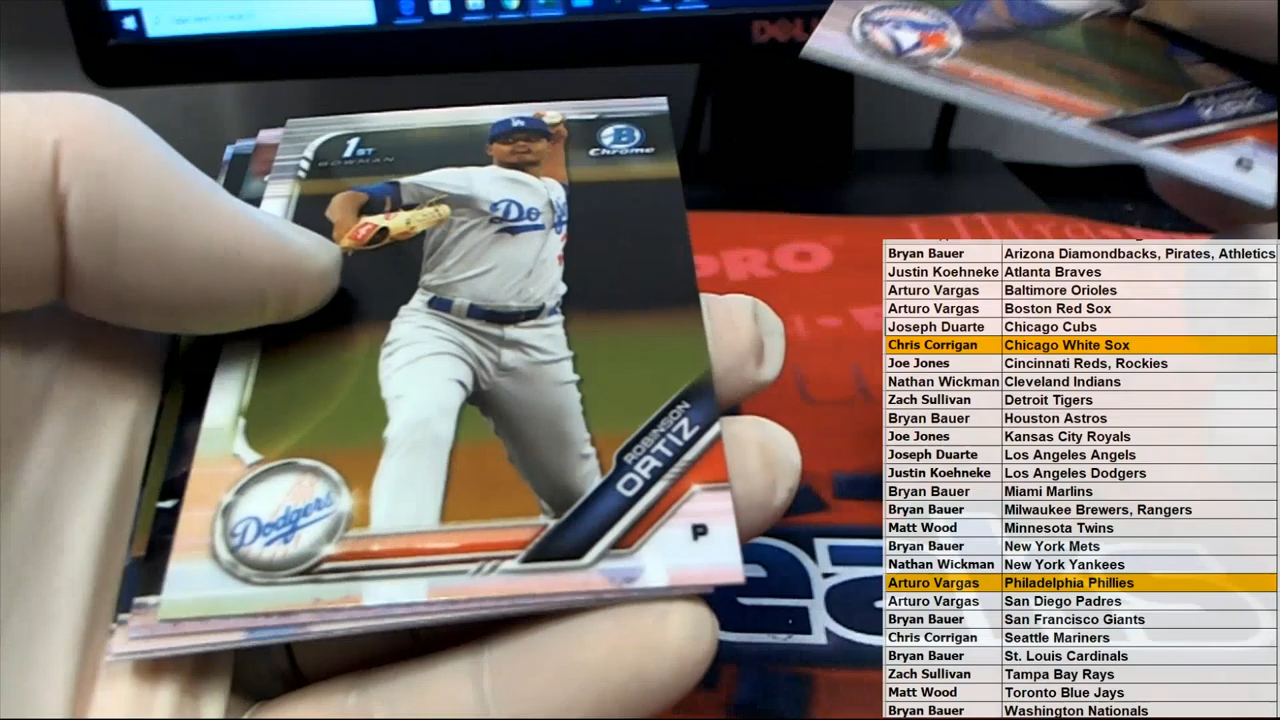 DELL
1ST
BOWMAN
B
Chrome
Dodgers
ROBINSON
ORTIZ
Dodgers
P
PRO
Ultra
Bryan Bauer Arizona Diamondbacks, Pirates, Athletics
Justin Koehneke Atlanta Braves
Arturo Vargas Baltimore Orioles
Arturo Vargas Boston Red Sox
Joseph Duarte Chicago Cubs
Chris Corrigan Chicago White Sox
Joe Jones Cincinnati Reds, Rockies
Nathan Wickman Cleveland Indians
Zach Sullivan Detroit Tigers
Bryan Bauer Houston Astros
Joe Jones Kansas City Royals
Joseph Duarte Los Angeles Angels
Justin Koehneke Los Angeles Dodgers
Bryan Bauer Miami Marlins
Bryan Bauer Milwaukee Brewers, Rangers
Matt Wood Minnesota Twins
Bryan Bauer New York Mets
Nathan Wickman New York Yankees
Arturo Vargas Philadelphia Phillies
Arturo Vargas San Diego Padres
Bryan Bauer San Francisco Giants
Chris Corrigan Seattle Mariners
Bryan Bauer St. Louis Cardinals
Zach Sullivan Tampa Bay Rays
Matt Wood Toronto Blue Jays
Bryan Bauer Washington Nationals